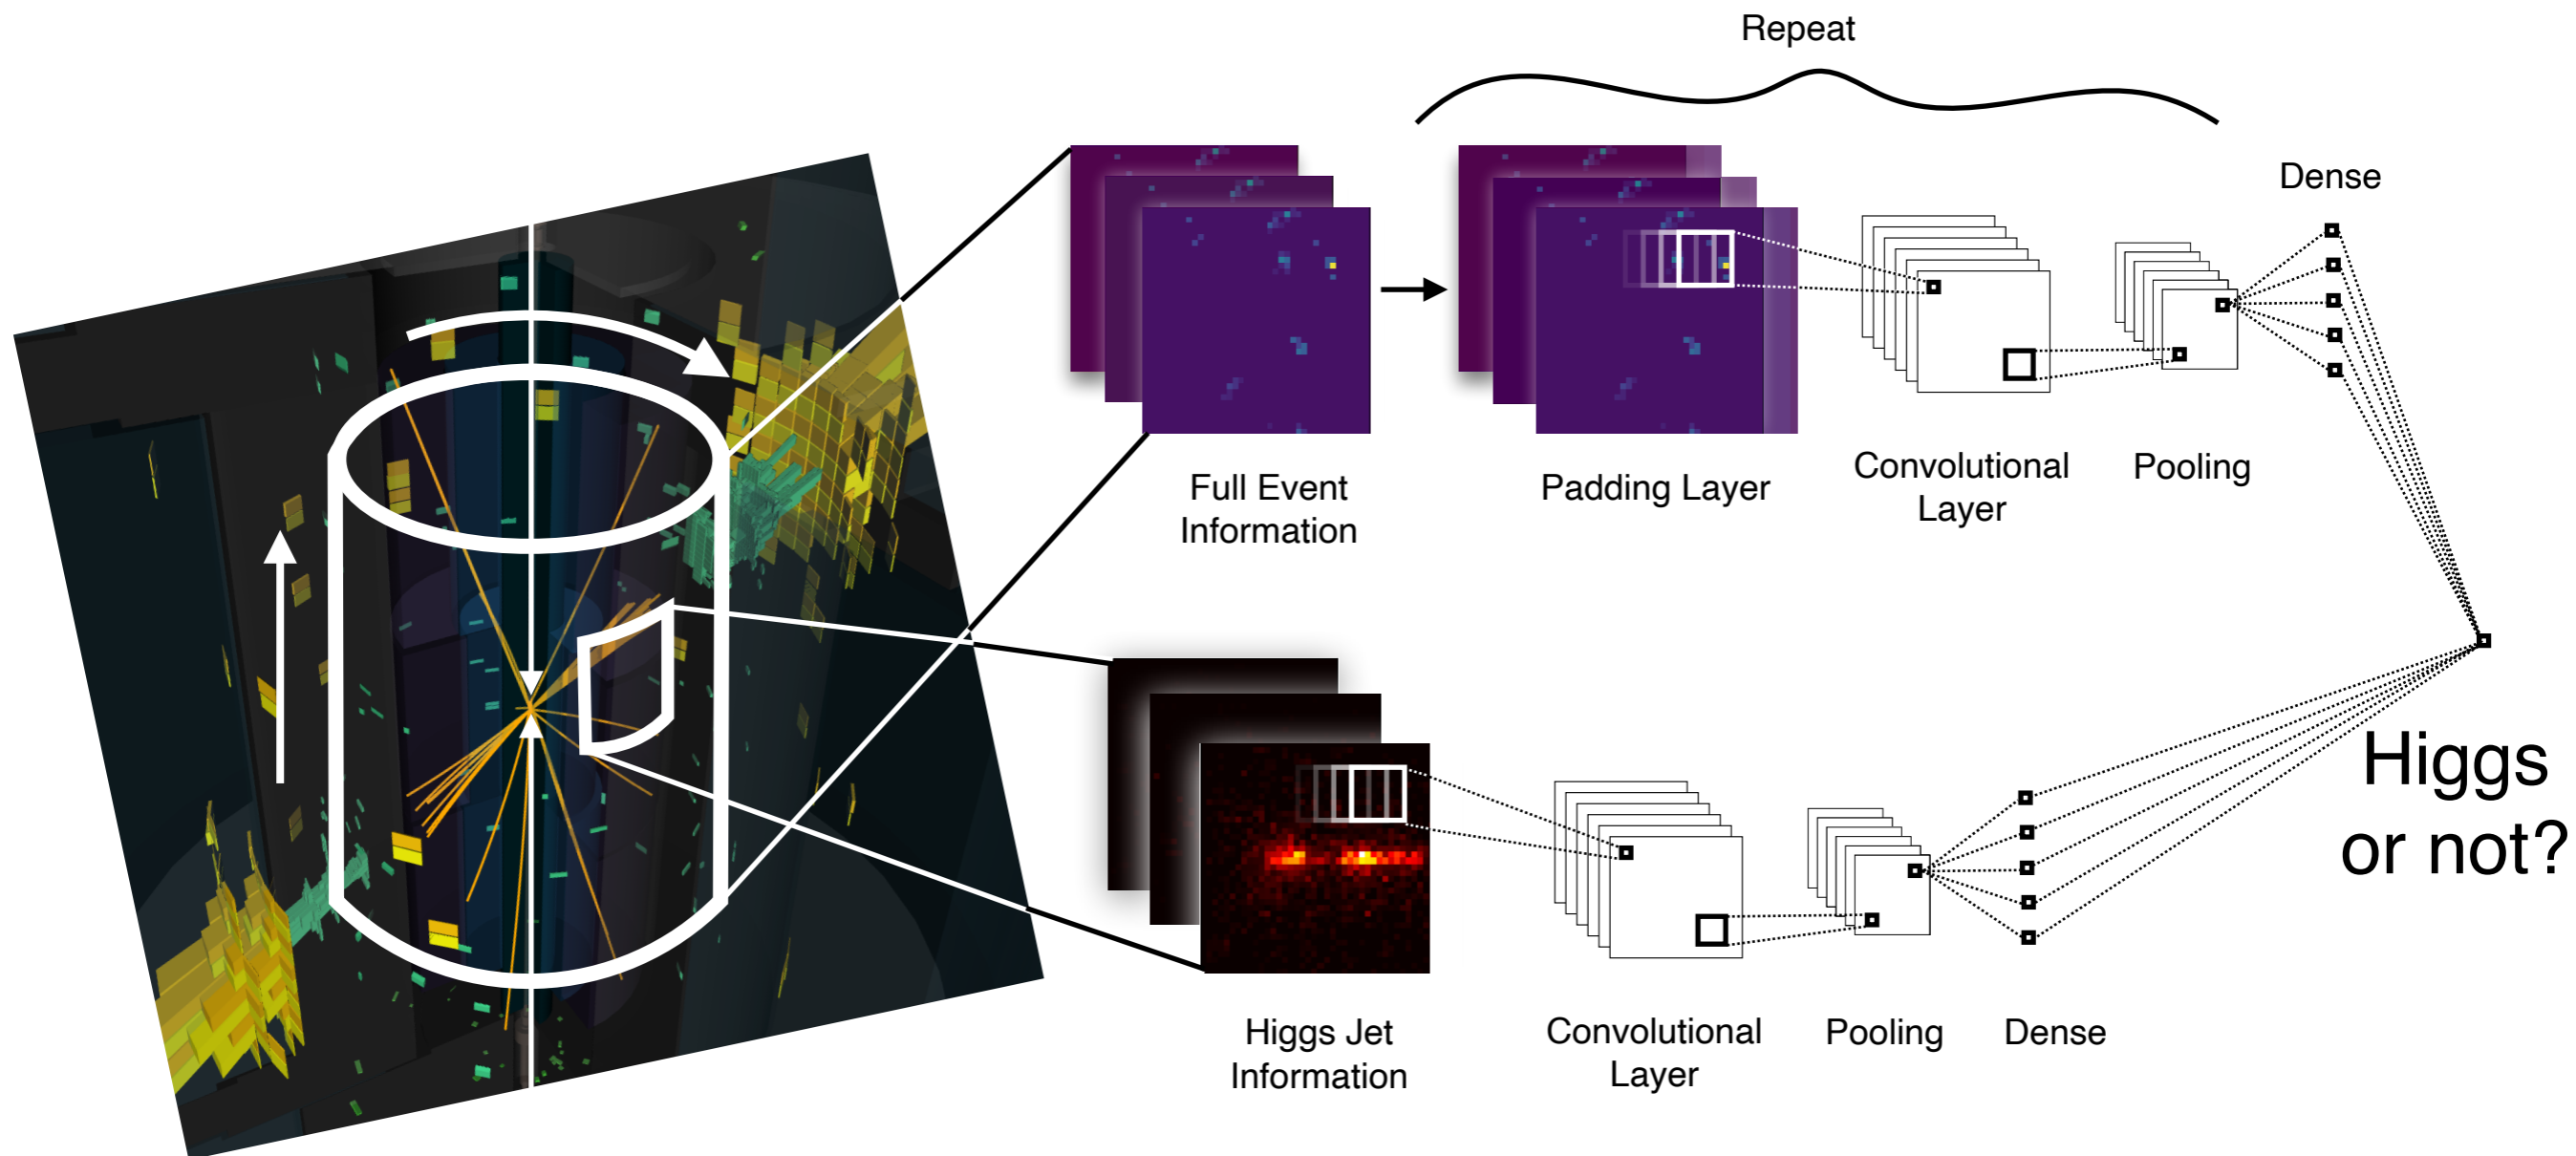 Repeat
Dense
Full Event
Information
Padding Layer
Convolutional
Layer
Pooling
Higgs
or not?
Higgs Jet
Information
Convolutional
Layer
Pooling
Dense